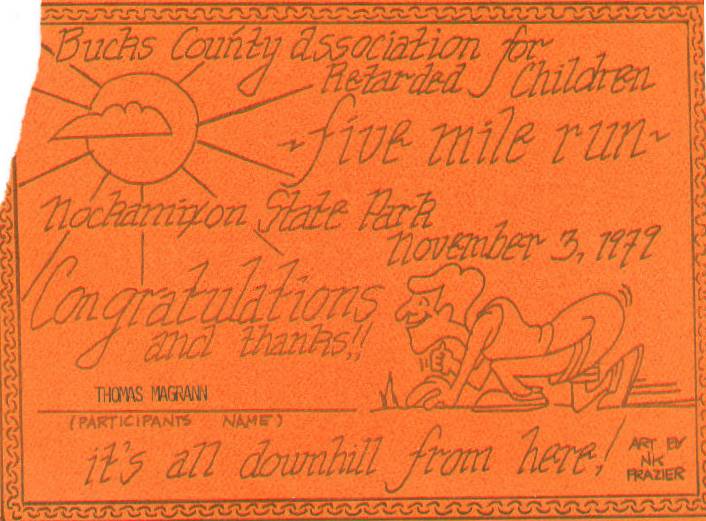 Bucks County Association for
Retarded Children
~five mile run~
Nockamixon State Park
November 3, 1979
Congratulations
and thanks!!
THOMAS MAGRANN
(PARTICIPANTS NAME)
it's all downhill from here!
ART BY
NK
FRAZIER